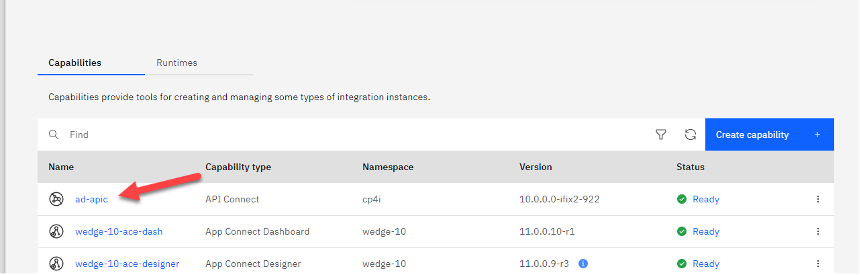 Capabilities Runtimes
Capabilities provide tools for creating and managing some types of integration instances.
Find Create capability +
Name Capability type Namespace Version Status
ad-apic API Connect cp4i 10.0.0.0-ifix2-922 Ready
wedge-10-ace-dash App Connect Dashboard wedge-10 11.0.0.10-r1 Ready
wedge-10-ace-designer App Connect Designer wedge-10 11.0.0.9-r3 Ready